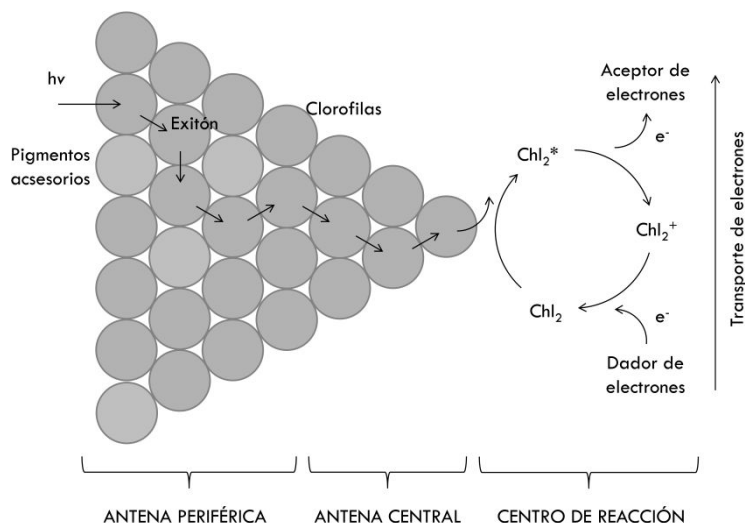 hv
Exitón
Clorofilas
Pigmentos
acsesorios
Aceptor de
electrones
e-
Chl₂*
Chl₂+
Chl₂
e-
Dador de
electrones
Transporte de electrones
ANTENA PERIFÉRICA
ANTENA CENTRAL
CENTRO DE REACCIÓN